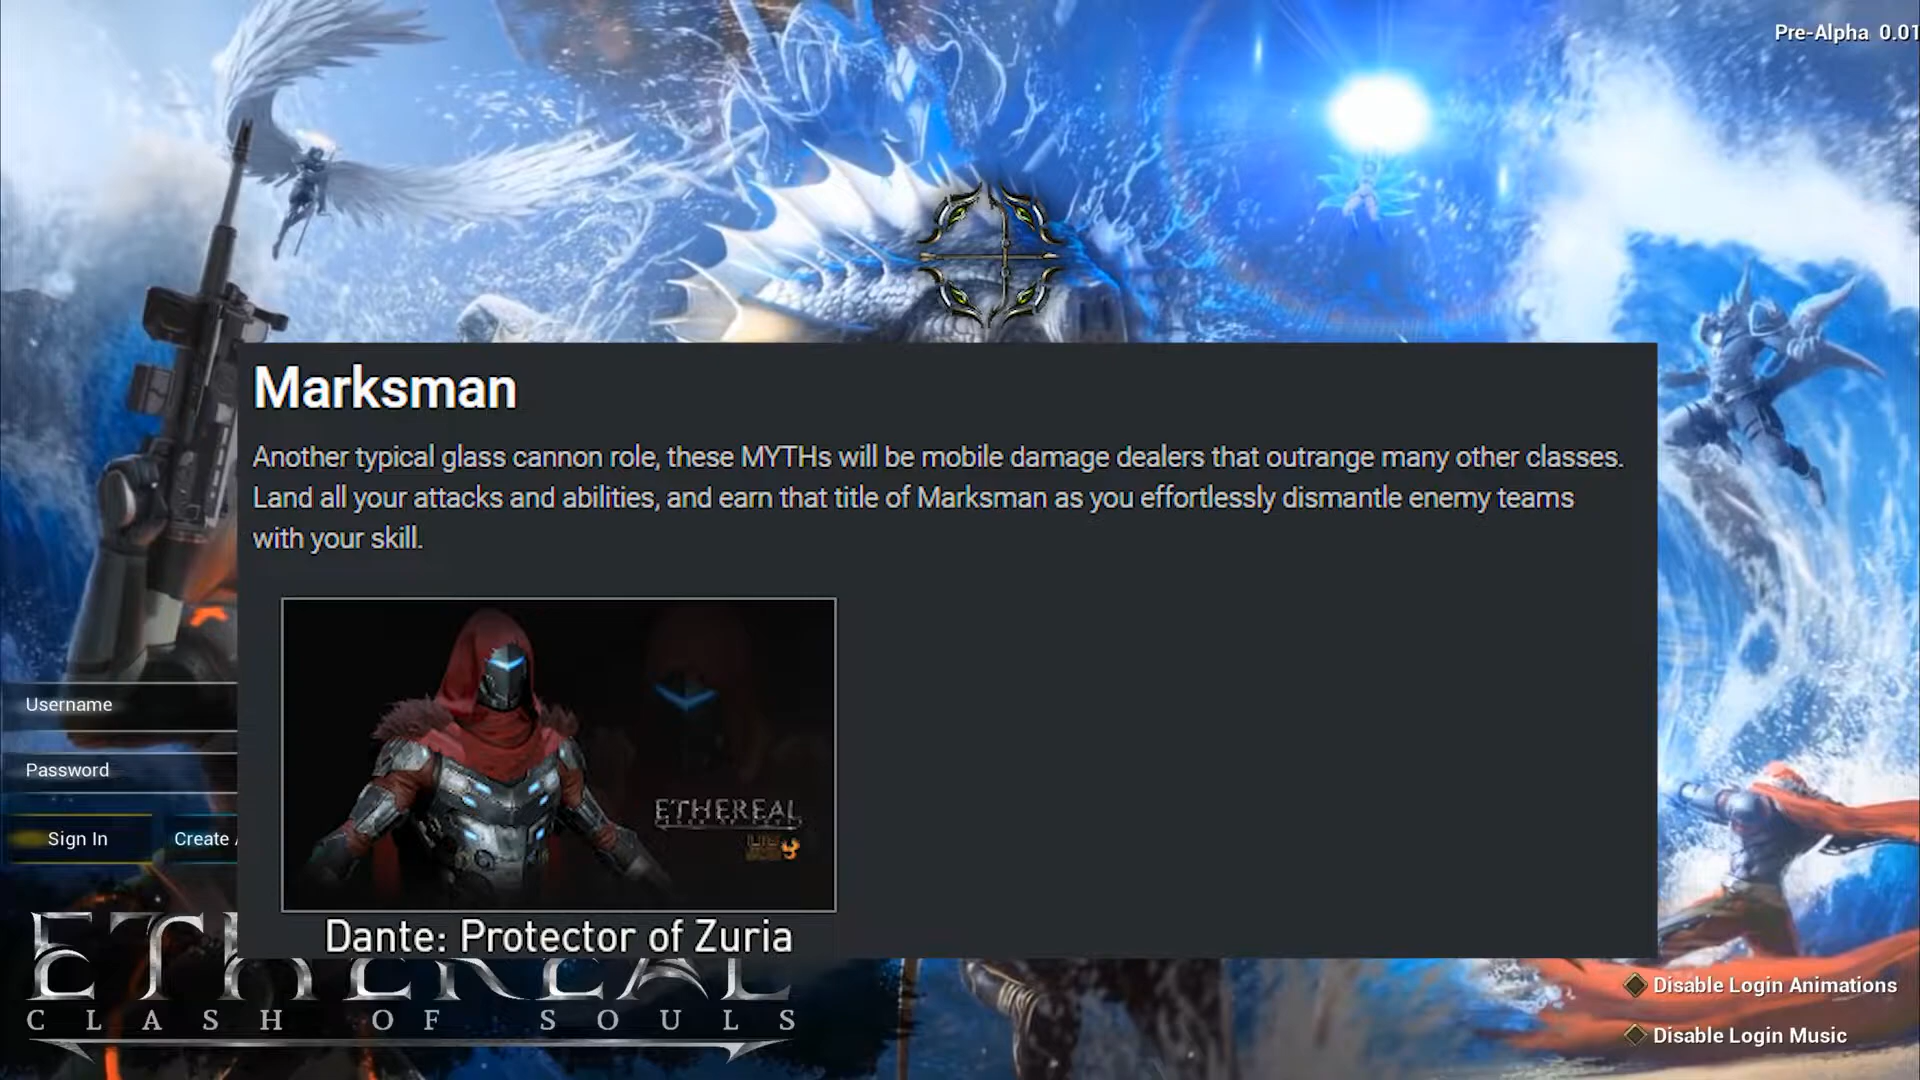 Pre-Alpha 0.01
Marksman
Another typical glass cannon role, these MYTHs will be mobile damage dealers that outrange many other classes.
Land all your attacks and abilities, and earn that title of Marksman as you effortlessly dismantle enemy teams
with your skill.
Username
Password
Sign In
Create
ETHEREAL
Dante: Protector of Zuria
ETHEREAL
CLASH OF SOULS
Disable Login Animations
Disable Login Music